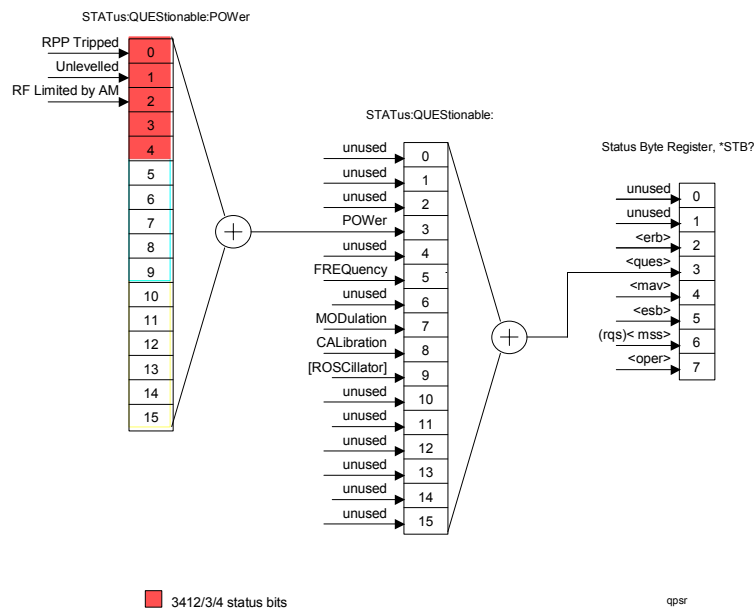 STATus:QUEStionable:POWer
RPP Tripped
0
Unlevelled
1
RF Limited by AM
2
3
4
5
6
7
8
9
10
11
12
13
14
15
STATus:QUEStionable:
unused
0
unused
1
unused
2
POWer
3
unused
4
FREQuency
5
unused
6
MODulation
7
CALibration
8
[ROSCillator]
9
unused
10
unused
11
unused
12
unused
13
unused
14
unused
15
Status Byte Register, *STB?
unused
0
unused
1
<erb>
2
<ques>
3
<mav>
4
<esb>
5
(rqs)< mss>
6
<oper>
7
3412/3/4 status bits
qpsr